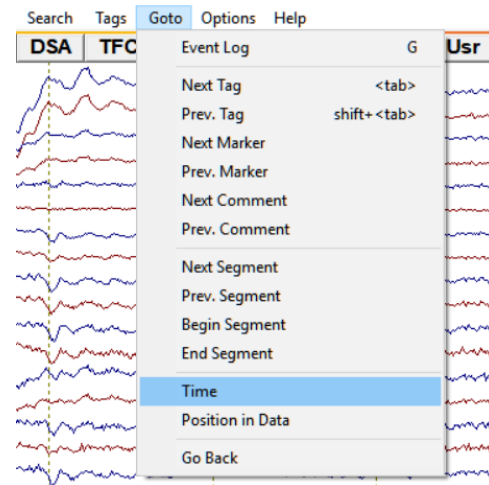 Search Tags Goto Options Help
DSA TFC Usr
Event Log G
Next Tag <tab>
Prev. Tag shift+<tab>
Next Marker
Prev. Marker
Next Comment
Prev. Comment
Next Segment
Prev. Segment
Begin Segment
End Segment
Time
Position in Data
Go Back